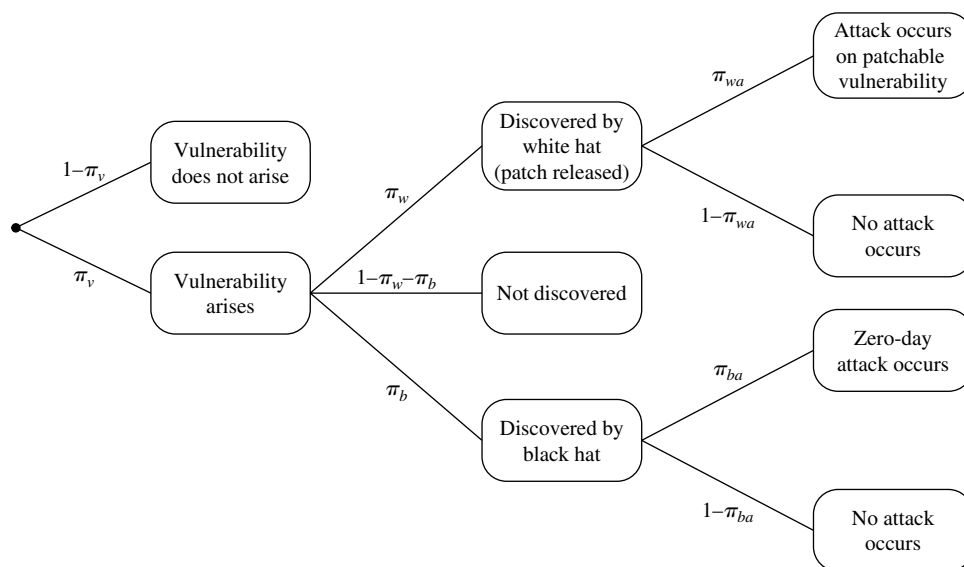 Attack occurs
on patchable
vulnerability
π_wa
Discovered by
white hat
(patch released)
Vulnerability
does not arise
1–π_v
π_w
1–π_wa
No attack
occurs
π_v
Vulnerability
arises
1–π_w–π_b
Not discovered
Zero-day
attack occurs
π_ba
π_b
Discovered by
black hat
1–π_ba
No attack
occurs